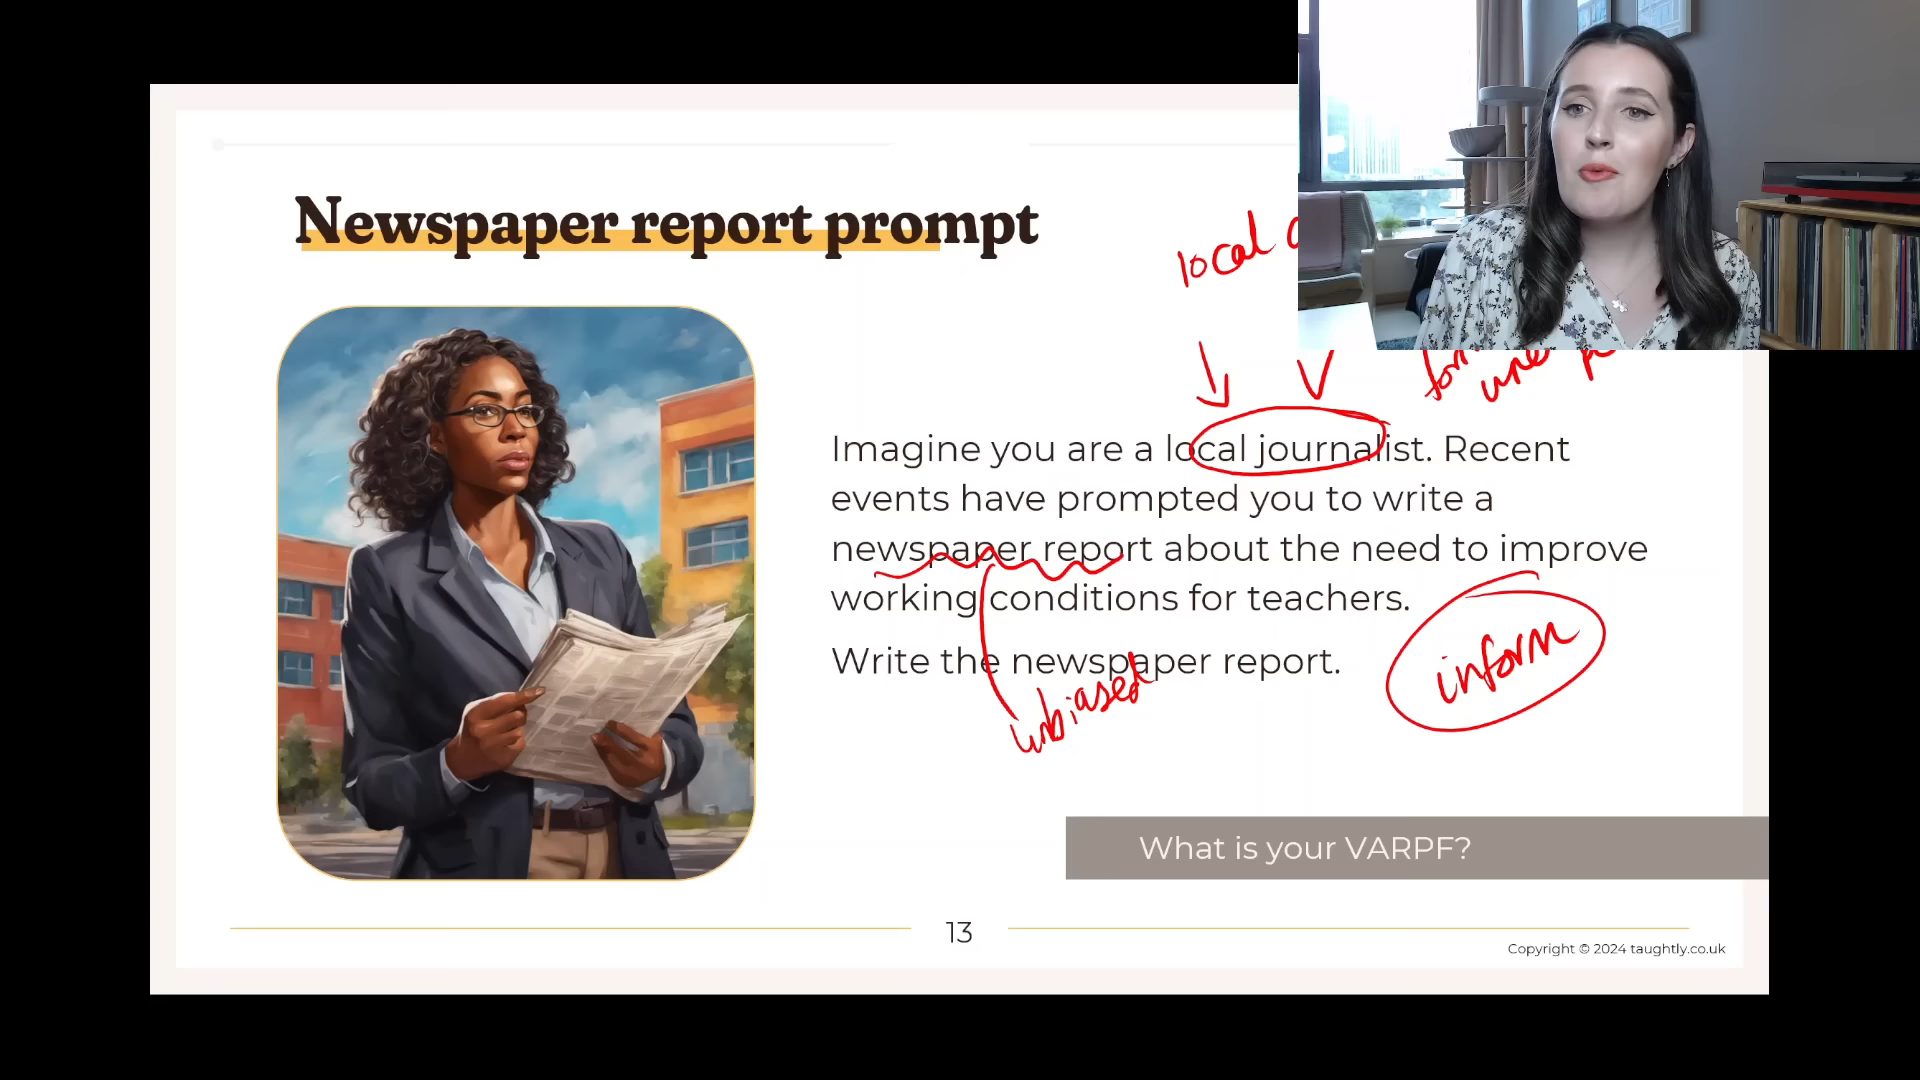 Newspaper report prompt
local
Imagine you are a local journalist. Recent
events have prompted you to write a
newspaper report about the need to improve
working conditions for teachers.
inform
Write the newspaper report.
unbiased
What is your VARPF?
13
Copyright © 2024 taughtly.co.uk